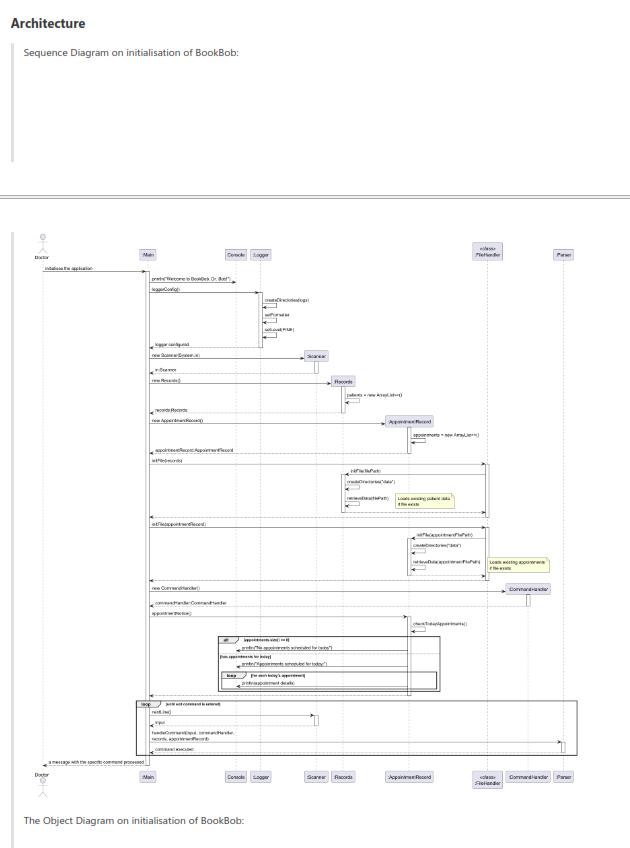 Architecture
Sequence Diagram on initialisation of BookBob:
Doctor
:Main
Console
:Logger
«class»
:FileHandler
:Parser
initialises the application
println("Welcome to BookBob, Dr. Bob!")
loggerConfig()
createDirectories(logs)
setFormatter
setLevel(FINE)
logger configured
new Scanner(System.in)
:Scanner
in:Scanner
new Records()
:Records
patients = new ArrayList<>()
records:Records
new AppointmentRecord()
:AppointmentRecord
appointments = new ArrayList<>()
appointmentRecord:AppointmentRecord
initFile(records)
initFile(filePath)
createDirectories("data")
retrieveData(filePath)
Loads existing patient data
if file exists
initFile(appointmentRecord)
initFile(appointmentFilePath)
createDirectories("data")
retrieveData(appointmentFilePath)
Loads existing appointments
if file exists
new CommandHandler()
:CommandHandler
commandHandler:CommandHandler
appointmentNotice()
checkTodayAppointments()
alt [appointments.size() == 0]
println("No appointments scheduled for today")
[has appointments for today]
println("Appointments scheduled for today:")
loop [for each today's appointment]
println(appointment details)
loop [until exit command is entered]
nextLine()
input
handleCommand(input, commandHandler,
records, appointmentRecord)
command executed
a message with the specific command processed
Doctor
:Main
Console
:Logger
:Scanner
:Records
:AppointmentRecord
«class»
:FileHandler
:CommandHandler
:Parser
The Object Diagram on initialisation of BookBob: